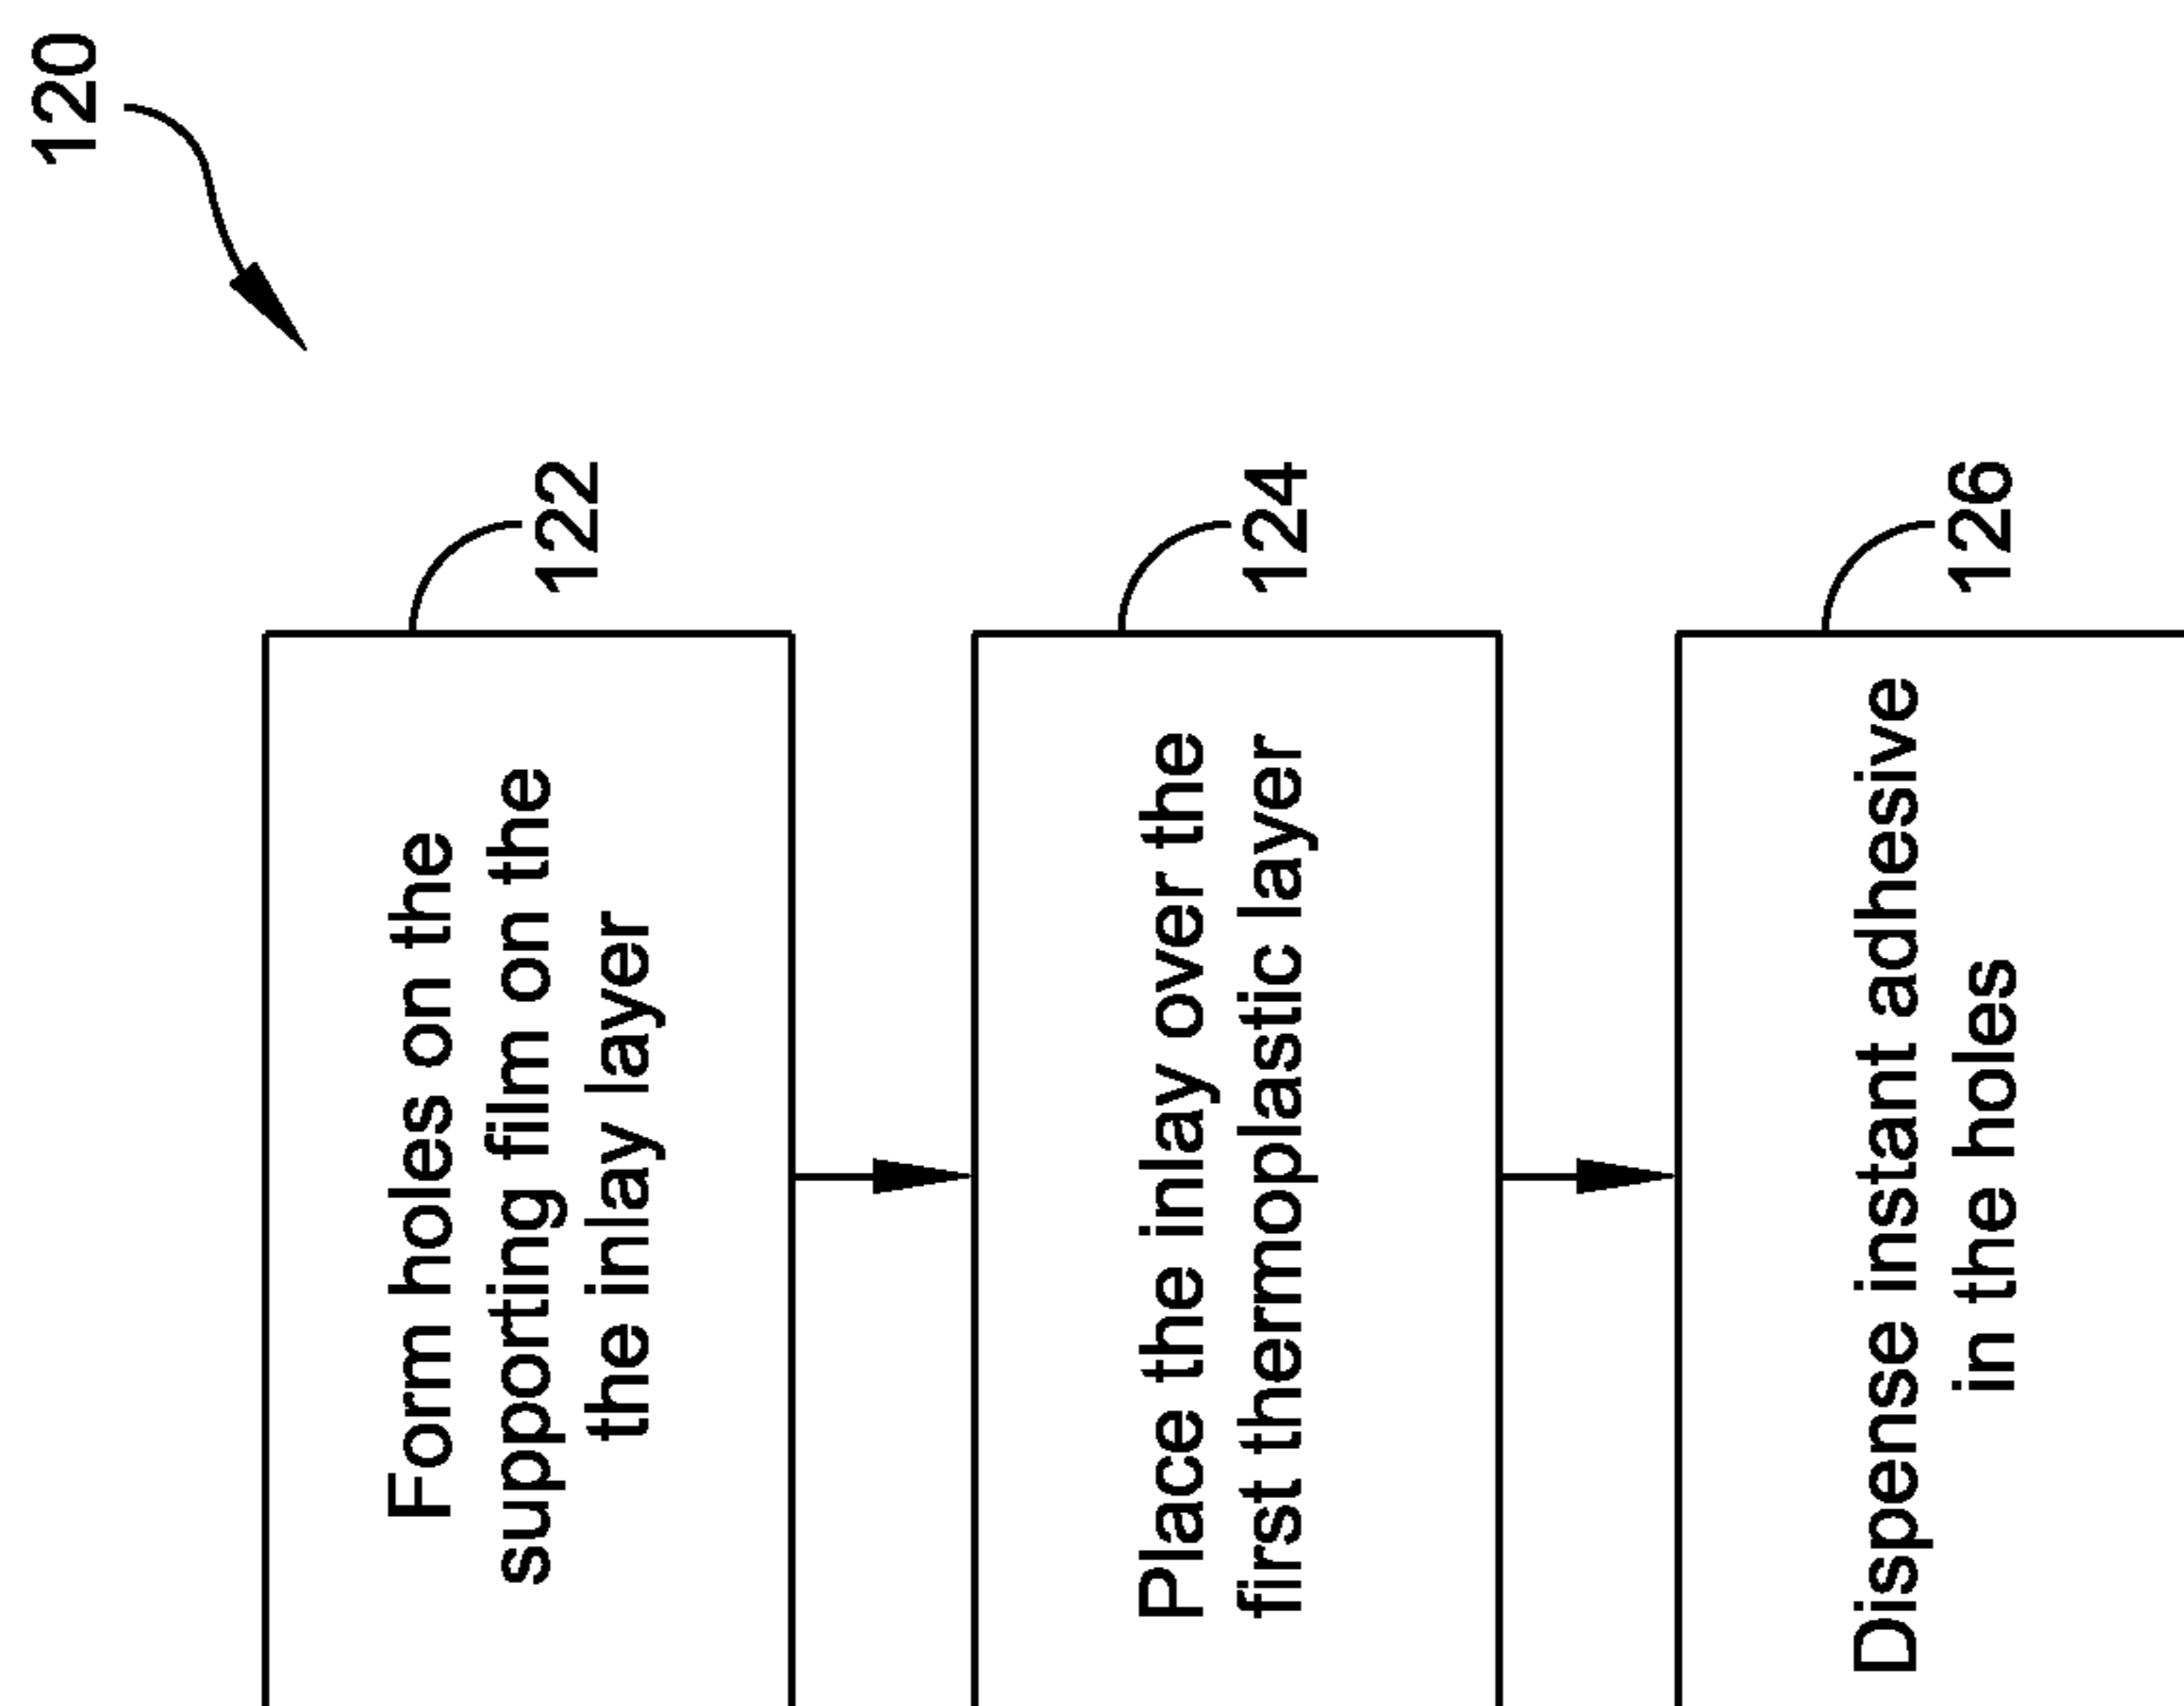 120
122
Form holes on the
supporting film on the
the inlay layer
124
Place the inlay over the
first thermoplastic layer
126
Dispense instant adhesive
in the holes